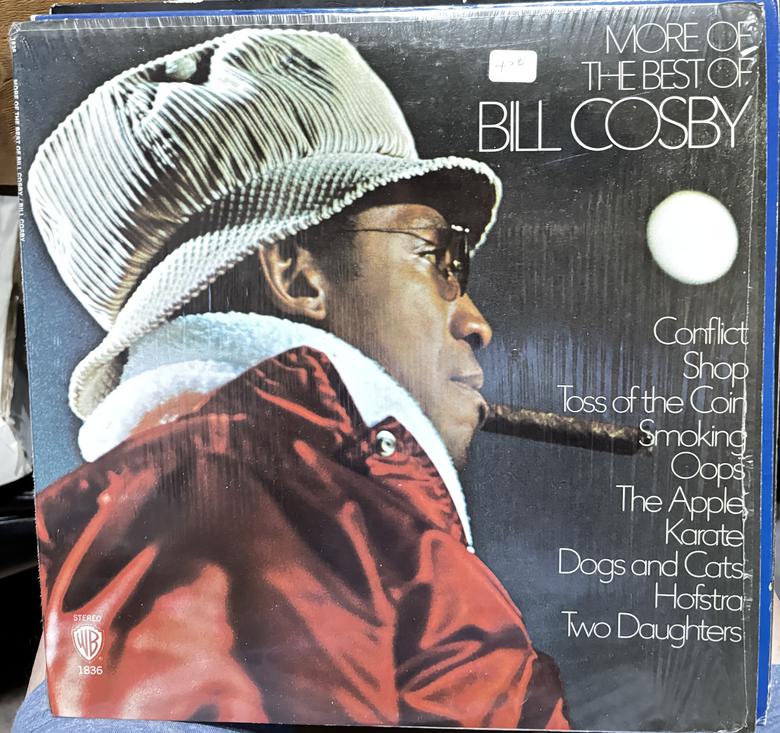 MORE OF
THE BEST OF
BILL COSBY
MORE OF THE BEST OF BILL COSBY / BILL COSBY
Conflict
Shop
Toss of the Coin
Smoking
Oops
The Apple
Karate
Dogs and Cats
Hofstra
Two Daughters
STEREO
WB
1836